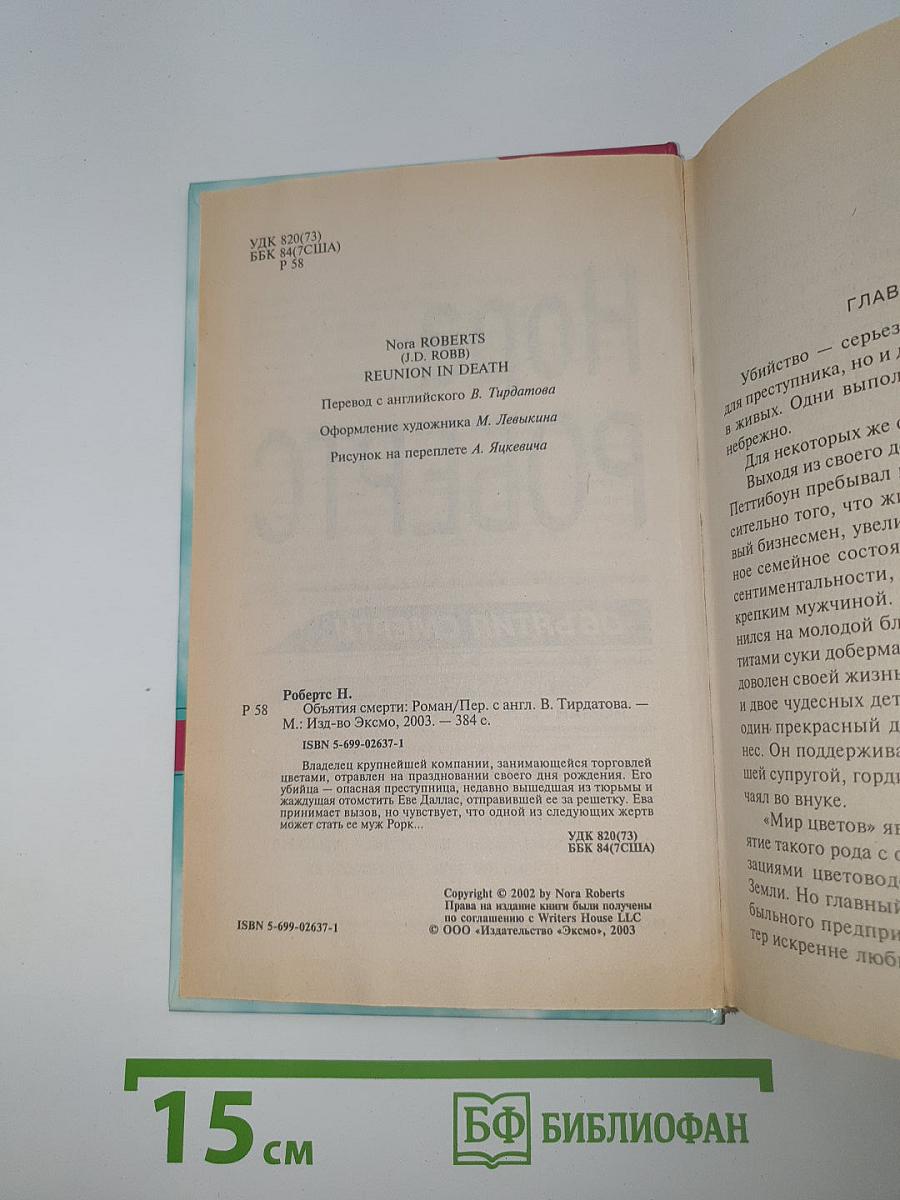 УДК 820(73)
ББК 84(7США)
Р 58
Nora ROBERTS
(J.D. ROBB)
REUNION IN DEATH
Перевод с английского В. Тирдатова
Оформление художника М. Левыкина
Рисунок на переплете А. Яцкевича
Робертс Н.
Р 58 Объятия смерти: Роман/Пер. с англ. В. Тирдатова. —
М.: Изд-во Эксмо, 2003. — 384 с.
ISBN 5-699-02637-1
Владелец крупнейшей компании, занимающейся торговлей
цветами, отравлен на праздновании своего дня рождения. Его
убийца — опасная преступница, недавно вышедшая из тюрьмы и
жаждущая отомстить Еве Даллас, отправившей ее за решетку. Ева
принимает вызов, но чувствует, что одной из следующих жертв
может стать ее муж Рорк...
УДК 820(73)
ББК 84(7США)
Copyright © 2002 by Nora Roberts
Права на издание книги были получены
по соглашению с Writers House LLC
ISBN 5-699-02637-1 © ООО «Издательство «Эксмо», 2003
ГЛАВ
Убийство — серьез
для преступника, но и д
в живых. Одни выпол
небрежно.
Для некоторых же с
Выходя из своего д
Петтибоун пребывал
сительно того, что жи
вый бизнесмен, увели
ное семейное состоя
сентиментальности,
крепким мужчиной.
нился на молодой бл
титами суки доберма
доволен своей жизнь
и двое чудесных дет
один прекрасный д
нес. Он поддержива
шей супругой, горди
чаял во внуке.
«Мир цветов» яв
ятие такого рода с о
зациями цветовод
Земли. Но главный
быльного предпри
тер искренне люби
15 см
БФ БИБЛИОФАН